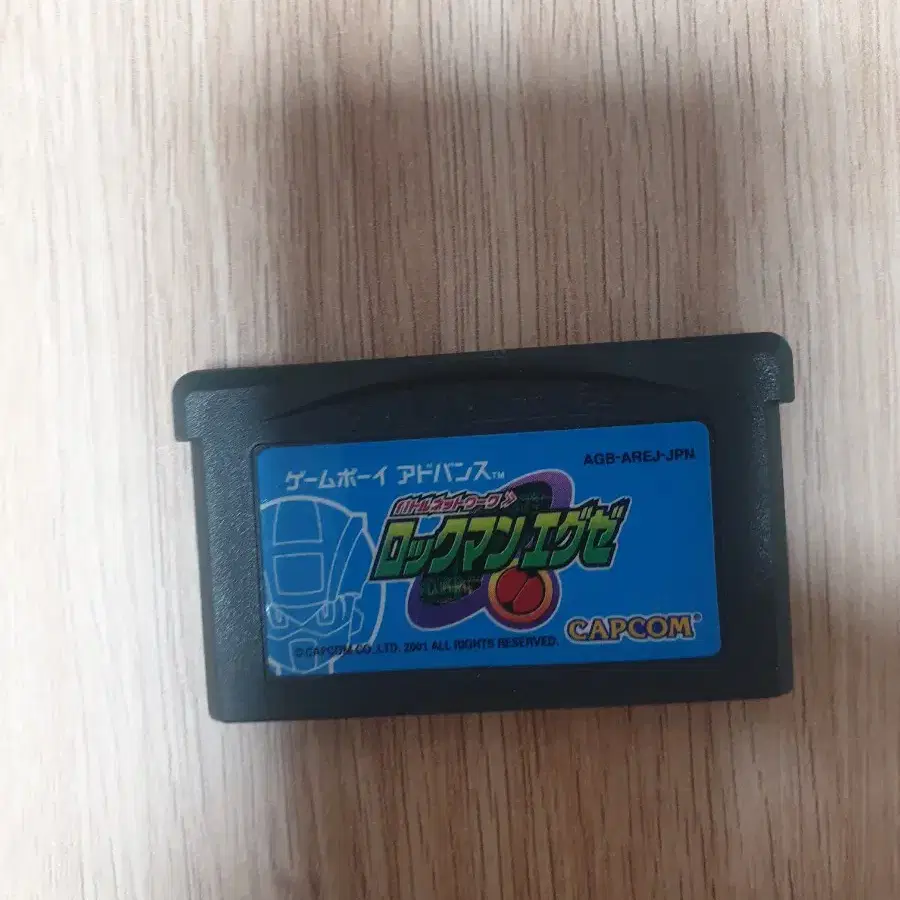 AGB-AREJ-JPN
ゲームボーイ アドバンス™
バトルネットワーク
ロックマン エグゼ
CAPCOM
© CAPCOM CO.,LTD. 2001 ALL RIGHTS RESERVED.